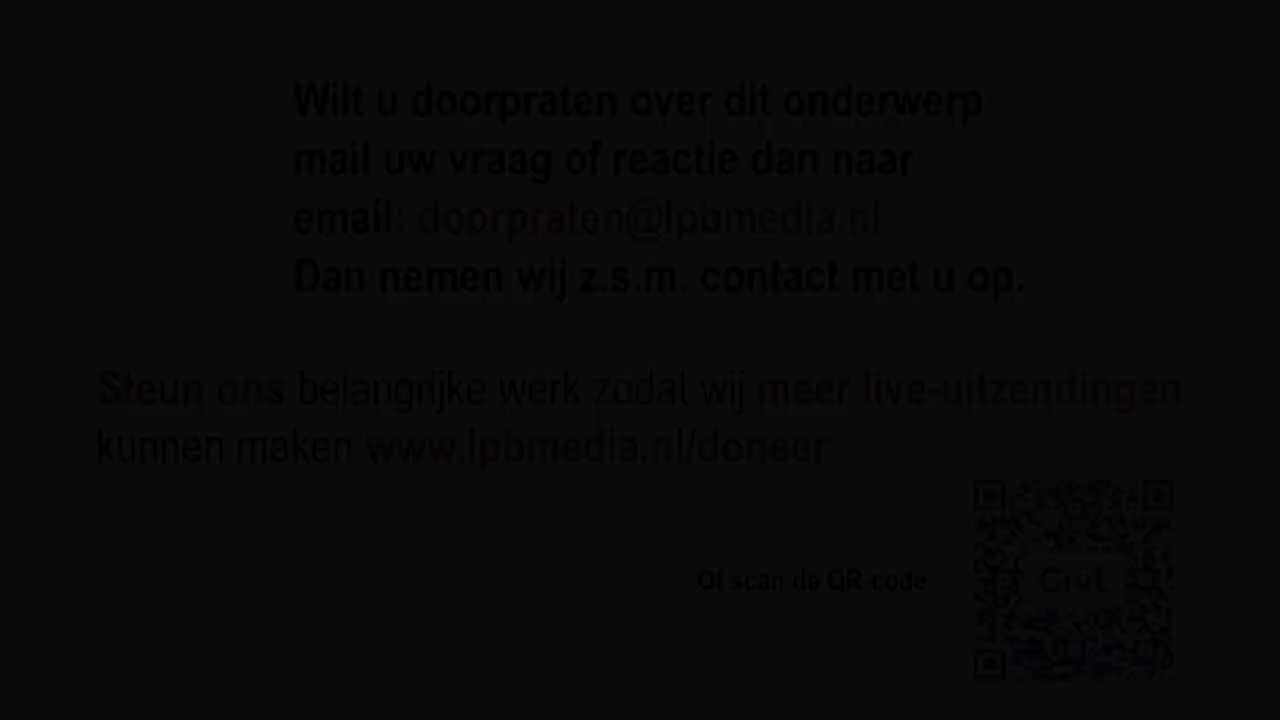 Wilt u doorpraten over dit onderwerp
mail uw vraag of reactie dan naar
email: doorpraten@lpbmedia.nl
Dan nemen wij z.s.m. contact met u op.
Steun ons belangrijke werk zodat wij meer live-uitzendingen
kunnen maken www.lpbmedia.nl/doneer
Of scan de QR-code